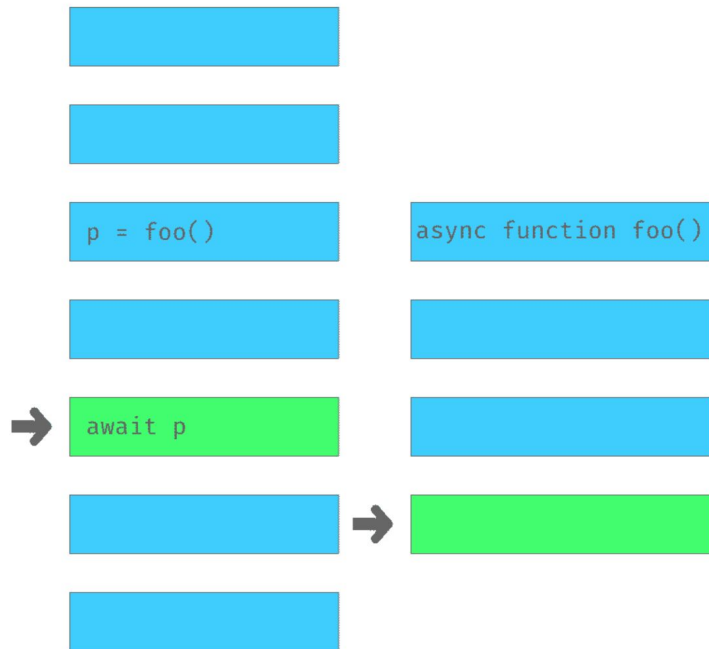 p = foo()
async function foo()
await p